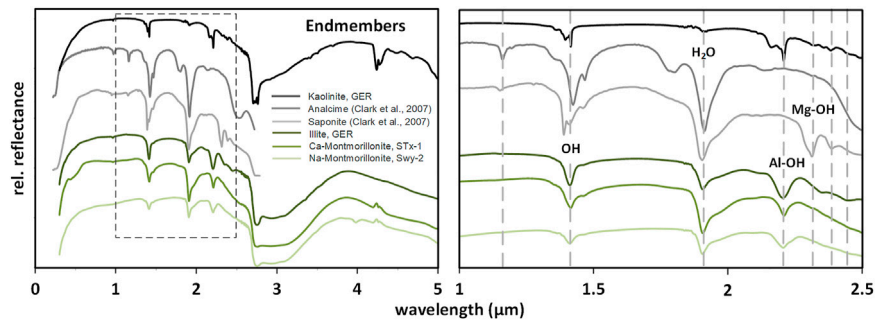 Endmembers
rel. reflectance
Kaolinite, GER
Analcime (Clark et al., 2007)
Saponite (Clark et al., 2007)
Illite, GER
Ca-Montmorillonite, STx-1
Na-Montmorillonite, Swy-2
0 1 2 3 4 5
H₂O
Mg-OH
OH
Al-OH
1 1.5 2 2.5
wavelength (μm)